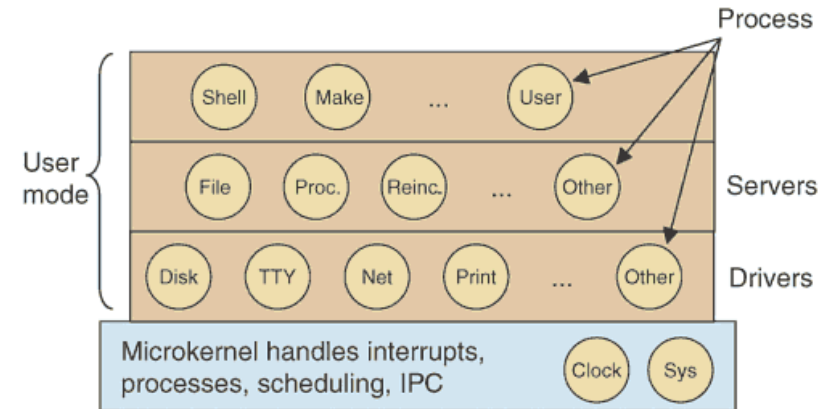 Process
Shell Make ... User
User
mode
File Proc. Reinc. ... Other
Servers
Disk TTY Net Print ... Other
Drivers
Microkernel handles interrupts,
processes, scheduling, IPC
Clock Sys